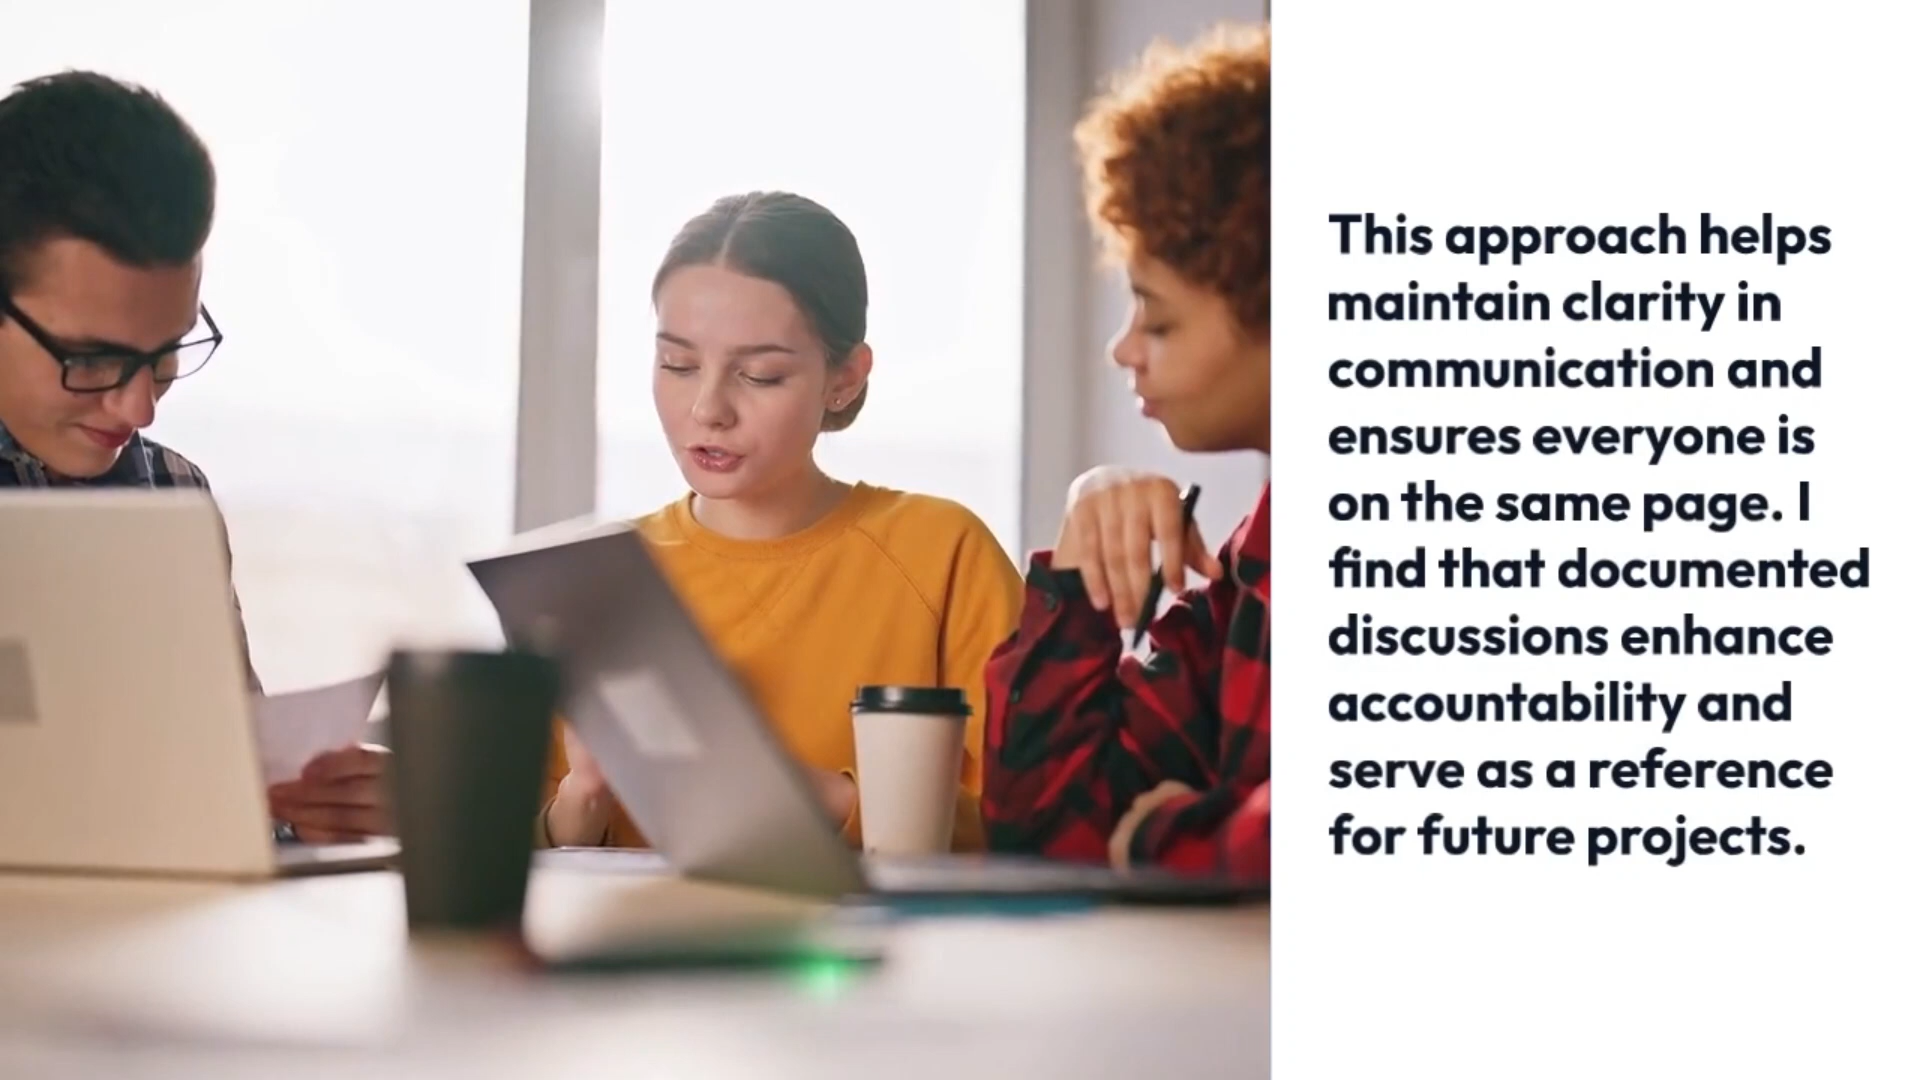 This approach helps
maintain clarity in
communication and
ensures everyone is
on the same page. I
find that documented
discussions enhance
accountability and
serve as a reference
for future projects.